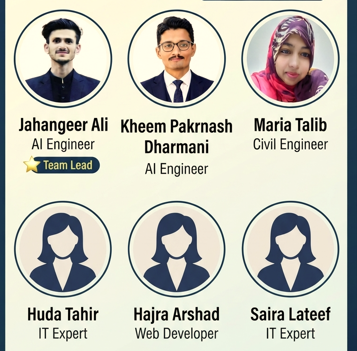 Jahangeer Ali
AI Engineer
Team Lead
Kheem Pakrnash
Dharmani
AI Engineer
Maria Talib
Civil Engineer
Huda Tahir
IT Expert
Hajra Arshad
Web Developer
Saira Lateef
IT Expert